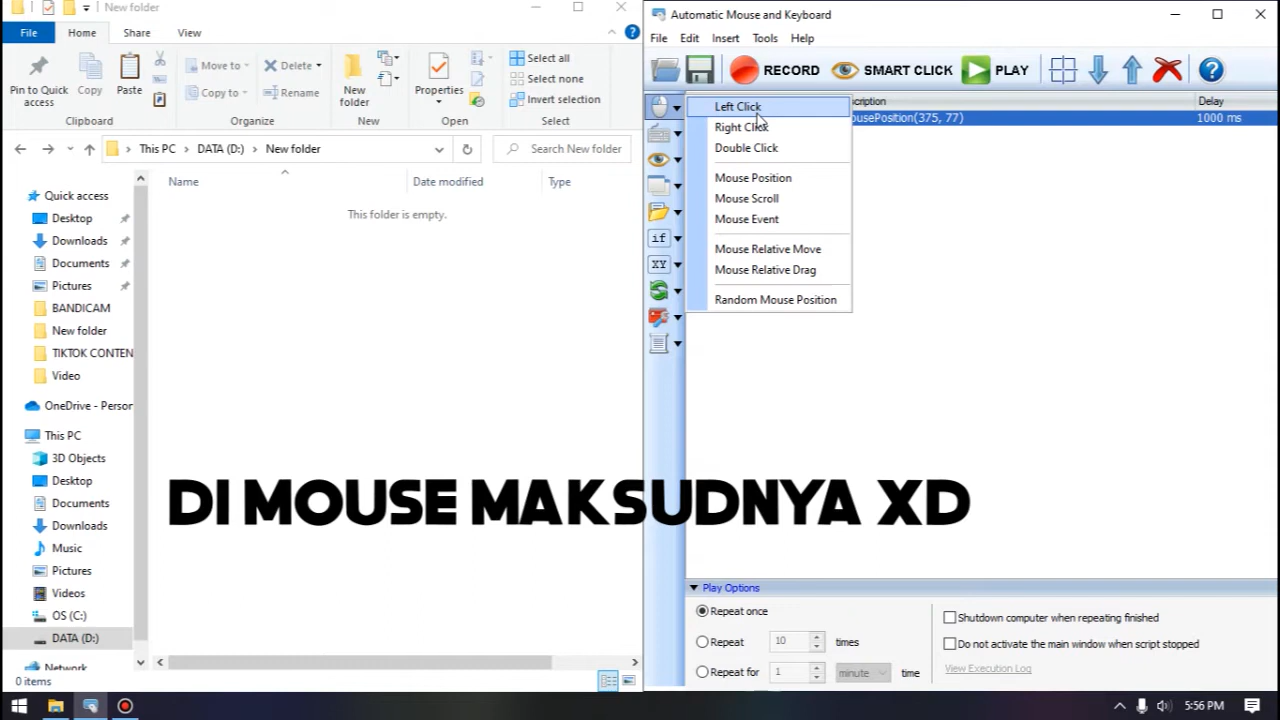 New folder
File
Home
Share
View
Pin to Quick access
Copy
Paste
Clipboard
Move to
Copy to
Delete
Rename
Organize
New folder
New
Properties
Open
Select all
Select none
Invert selection
Select
This PC
DATA (D:)
New folder
Search New folder
Name
Date modified
Type
This folder is empty.
Quick access
Desktop
Downloads
Documents
Pictures
BANDICAM
New folder
TIKTOK CONTEN
Video
OneDrive - Person
This PC
3D Objects
Desktop
Documents
Downloads
Music
Pictures
Videos
OS (C:)
DATA (D:)
Network
0 items
DI MOUSE MAKSUDNYA XD
Automatic Mouse and Keyboard
File Edit Insert Tools Help
RECORD
SMART CLICK
PLAY
cription
Delay
ousePosition(375, 77)
1000 ms
Left Click
Right Click
Double Click
Mouse Position
Mouse Scroll
Mouse Event
Mouse Relative Move
Mouse Relative Drag
Random Mouse Position
if
XY
Play Options
Repeat once
Repeat 10 times
Repeat for 1 minute time
Shutdown computer when repeating finished
Do not activate the main window when script stopped
View Execution Log
5:56 PM